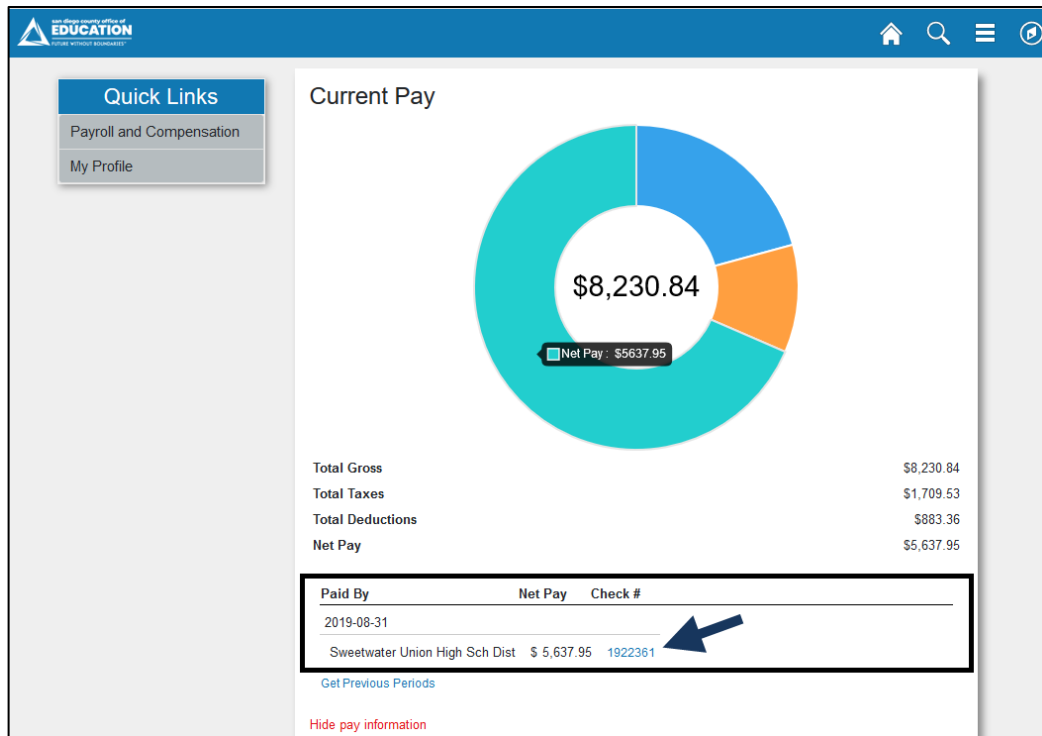 san diego county office of
EDUCATION
FUTURE WITHOUT BOUNDARIES™
Quick Links
Payroll and Compensation
My Profile
Current Pay
$8,230.84
Net Pay : $5637.95
Total Gross $8,230.84
Total Taxes $1,709.53
Total Deductions $883.36
Net Pay $5,637.95
Paid By Net Pay Check #
2019-08-31
Sweetwater Union High Sch Dist $ 5,637.95 1922361
Get Previous Periods
Hide pay information